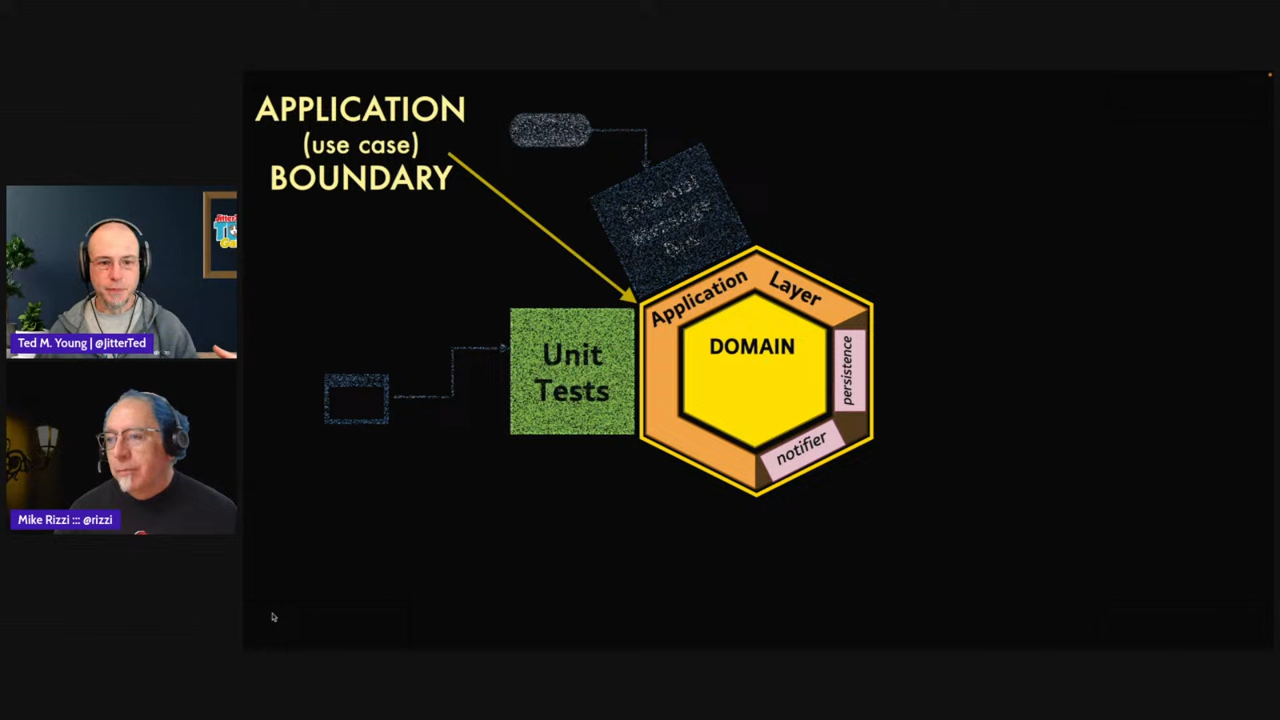 APPLICATION
(use case)
BOUNDARY
Application Layer
Unit
Tests
DOMAIN
persistence
notifier
Ted M. Young | @JitterTed
Mike Rizzi ::: @rizzi